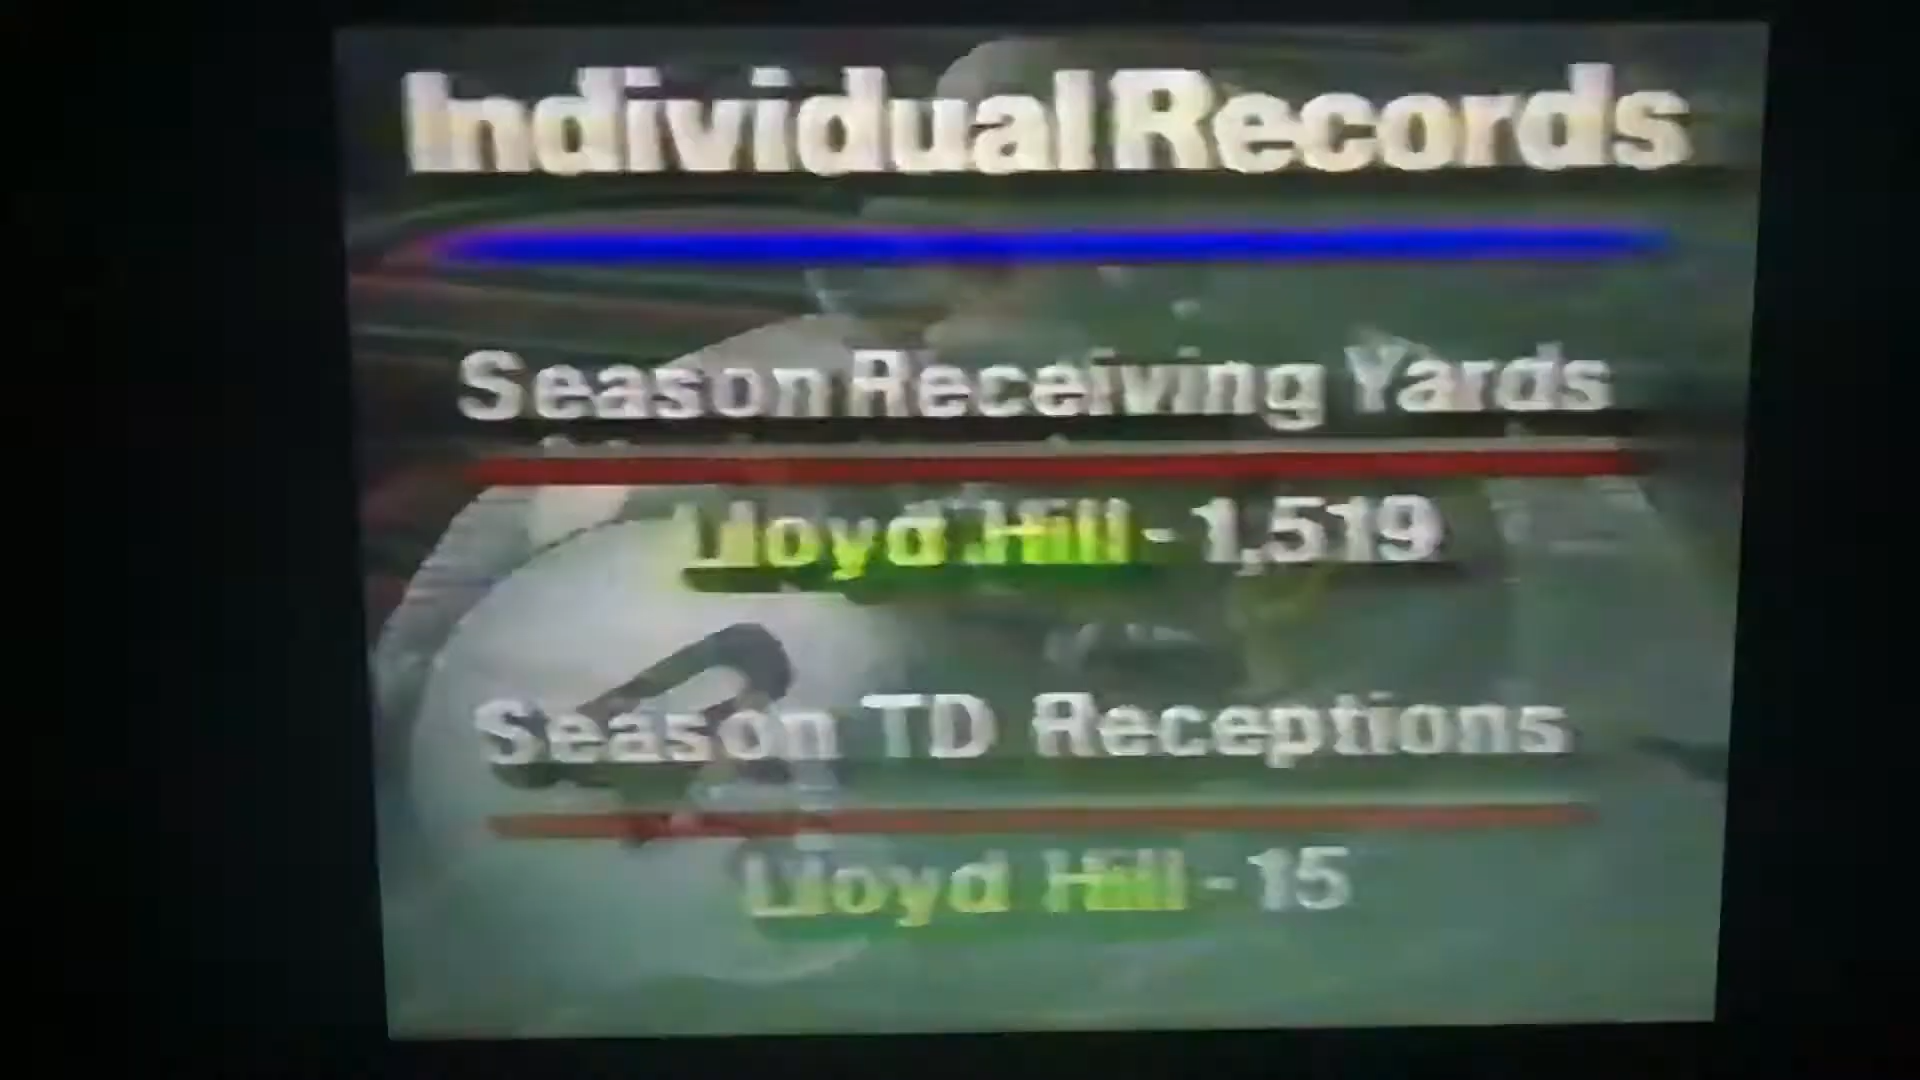 Individual Records
Season Receiving Yards
Lloyd Hill - 1,519
Season TD Receptions
Lloyd Hill - 15